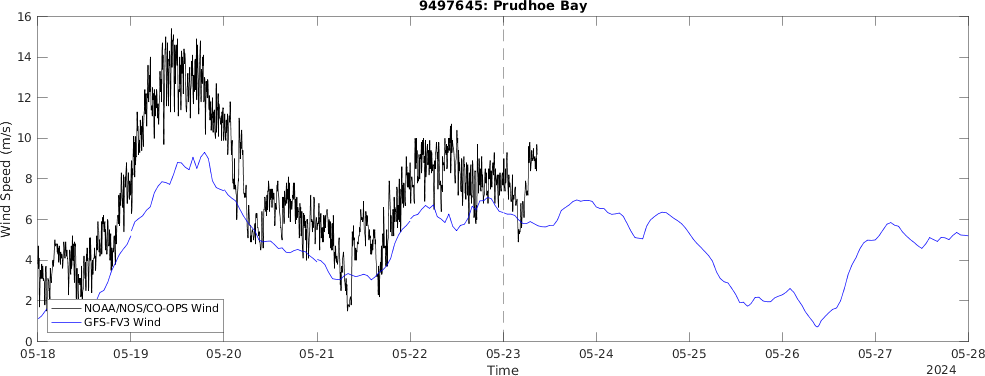 9497645: Prudhoe Bay
Wind Speed (m/s)
16
14
12
10
8
6
4
2
0
NOAA/NOS/CO-OPS Wind
GFS-FV3 Wind
05-18 05-19 05-20 05-21 05-22 05-23 05-24 05-25 05-26 05-27 05-28
Time
2024